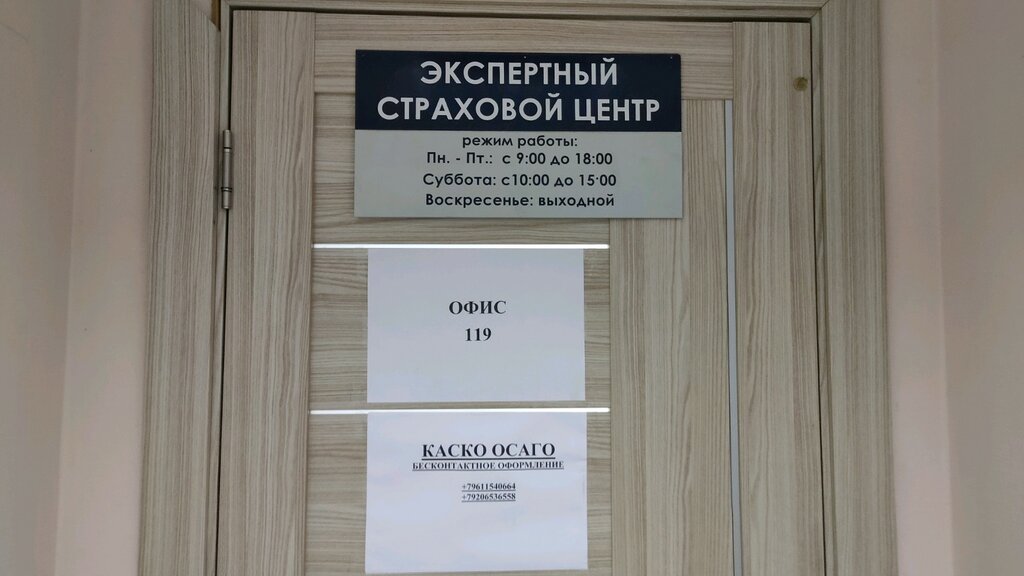 ЭКСПЕРТНЫЙ
СТРАХОВОЙ ЦЕНТР
режим работы:
Пн. - Пт.: с 9:00 до 18:00
Суббота: с10:00 до 15:00
Воскресенье: выходной
ОФИС
119
КАСКО ОСАГО
БЕСКОНТАКТНОЕ ОФОРМЛЕНИЕ
+79611540664
+79206536558